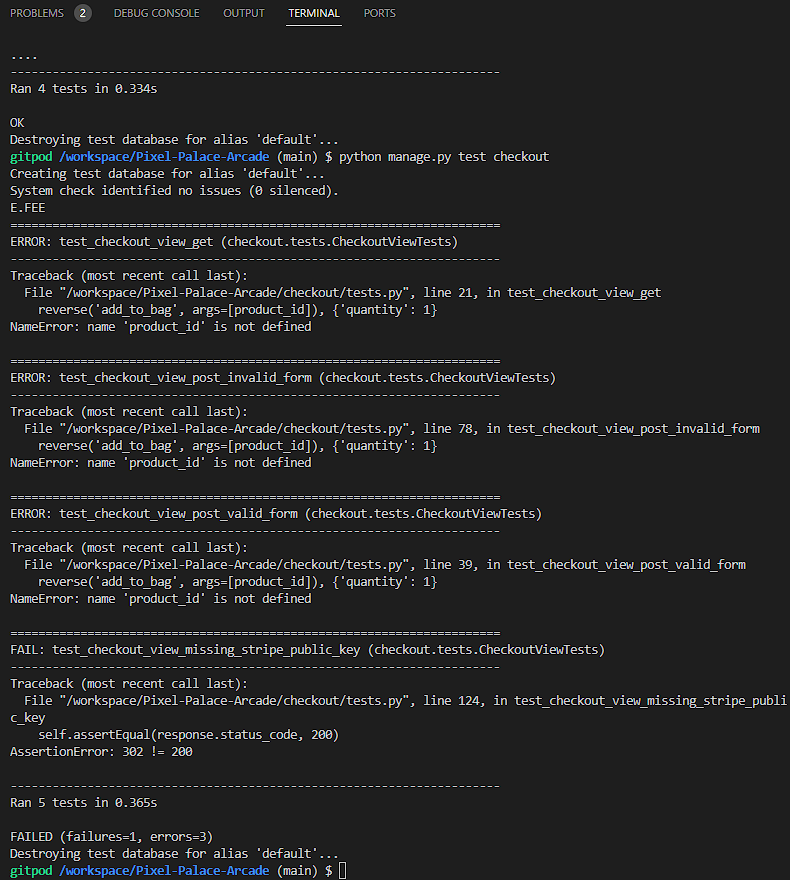 PROBLEMS 2 DEBUG CONSOLE OUTPUT TERMINAL PORTS
....
----------------------------------------------------------------------
Ran 4 tests in 0.334s
OK
Destroying test database for alias 'default'...
gitpod /workspace/Pixel-Palace-Arcade (main) $ python manage.py test checkout
Creating test database for alias 'default'...
System check identified no issues (0 silenced).
E.FEE
======================================================================
ERROR: test_checkout_view_get (checkout.tests.CheckoutViewTests)
----------------------------------------------------------------------
Traceback (most recent call last):
  File "/workspace/Pixel-Palace-Arcade/checkout/tests.py", line 21, in test_checkout_view_get
    reverse('add_to_bag', args=[product_id]), {'quantity': 1}
NameError: name 'product_id' is not defined
======================================================================
ERROR: test_checkout_view_post_invalid_form (checkout.tests.CheckoutViewTests)
----------------------------------------------------------------------
Traceback (most recent call last):
  File "/workspace/Pixel-Palace-Arcade/checkout/tests.py", line 78, in test_checkout_view_post_invalid_form
    reverse('add_to_bag', args=[product_id]), {'quantity': 1}
NameError: name 'product_id' is not defined
======================================================================
ERROR: test_checkout_view_post_valid_form (checkout.tests.CheckoutViewTests)
----------------------------------------------------------------------
Traceback (most recent call last):
  File "/workspace/Pixel-Palace-Arcade/checkout/tests.py", line 39, in test_checkout_view_post_valid_form
    reverse('add_to_bag', args=[product_id]), {'quantity': 1}
NameError: name 'product_id' is not defined
======================================================================
FAIL: test_checkout_view_missing_stripe_public_key (checkout.tests.CheckoutViewTests)
----------------------------------------------------------------------
Traceback (most recent call last):
  File "/workspace/Pixel-Palace-Arcade/checkout/tests.py", line 124, in test_checkout_view_missing_stripe_publi
c_key
    self.assertEqual(response.status_code, 200)
AssertionError: 302 != 200
----------------------------------------------------------------------
Ran 5 tests in 0.365s
FAILED (failures=1, errors=3)
Destroying test database for alias 'default'...
gitpod /workspace/Pixel-Palace-Arcade (main) $